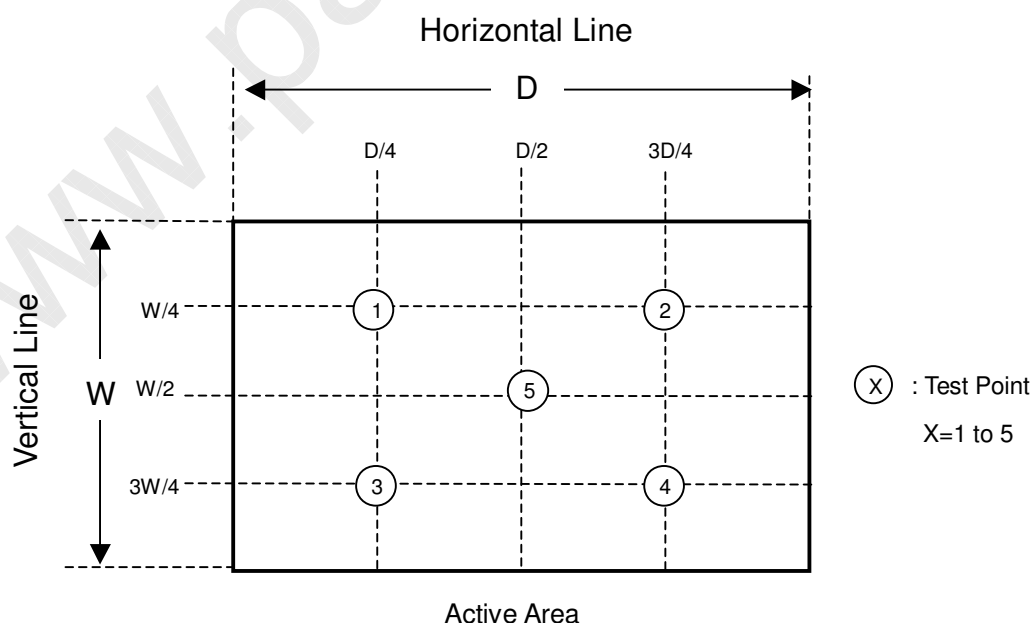 Horizontal Line
D
D/4 D/2 3D/4
W/4 1 2
Vertical Line
W W/2 5
X : Test Point
X=1 to 5
3W/4 3 4
Active Area